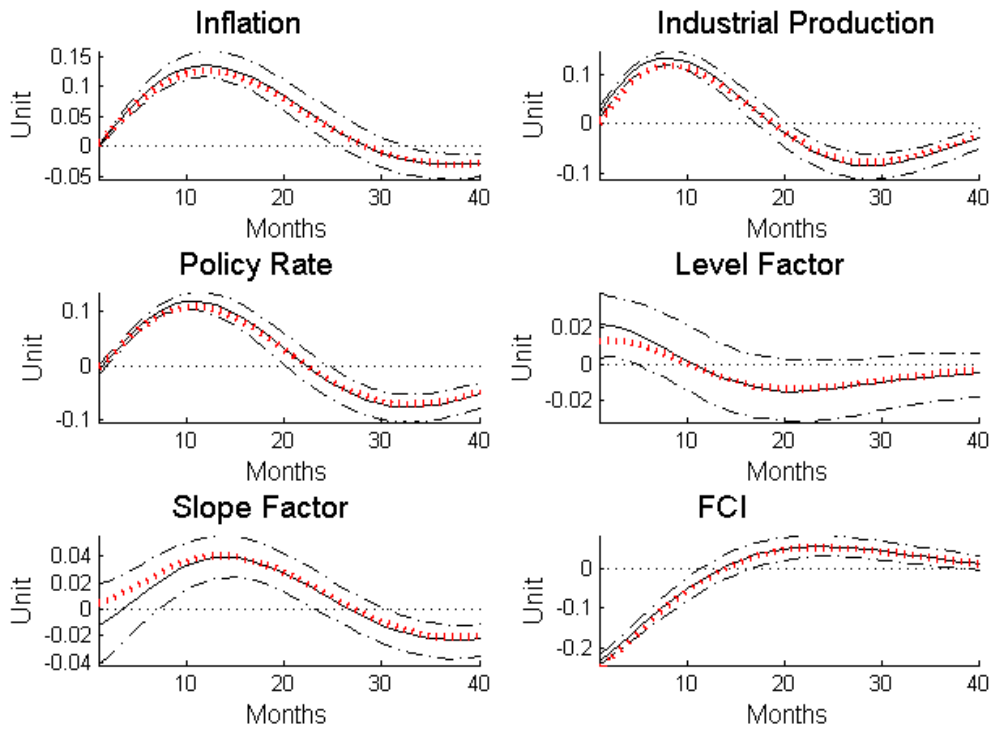 Inflation
0.15
0.1
0.05
0
-0.05
Unit
10 20 30 40
Months
Industrial Production
0.1
0
-0.1
Unit
10 20 30 40
Months
Policy Rate
0.1
0
-0.1
Unit
10 20 30 40
Months
Level Factor
0.02
0
-0.02
Unit
10 20 30 40
Months
Slope Factor
0.04
0.02
0
-0.02
-0.04
Unit
10 20 30 40
Months
FCI
0
-0.1
-0.2
Unit
10 20 30 40
Months